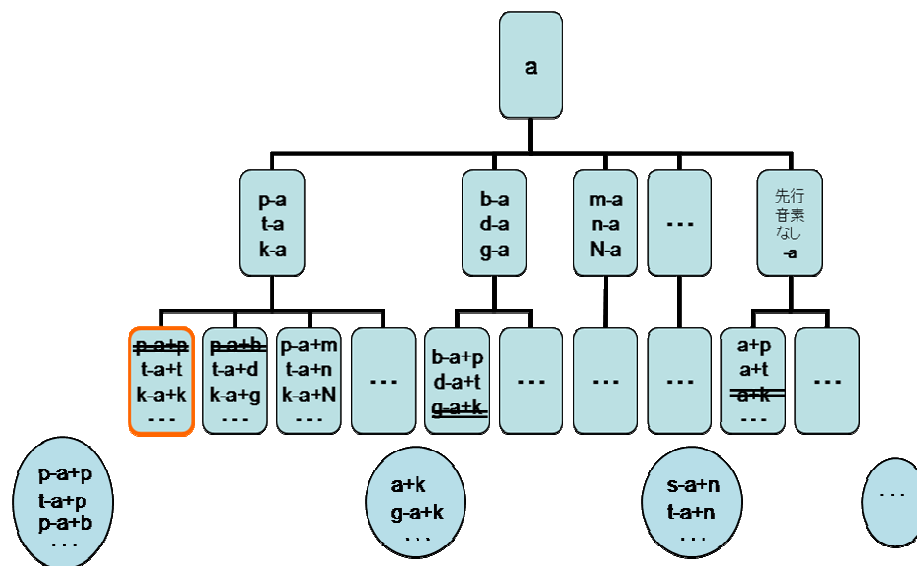 a
p-a
t-a
k-a
b-a
d-a
g-a
m-a
n-a
N-a
...
先行
音素
なし
-a
p-a+p
t-a+t
k-a+k
...
p-a+b
t-a+d
k-a+g
...
p-a+m
t-a+n
k-a+N
...
...
b-a+p
d-a+t
g-a+k
...
...
...
a+p
a+t
a+k
...
...
p-a+p
t-a+p
p-a+b
...
a+k
g-a+k
...
s-a+n
t-a+n
...
...